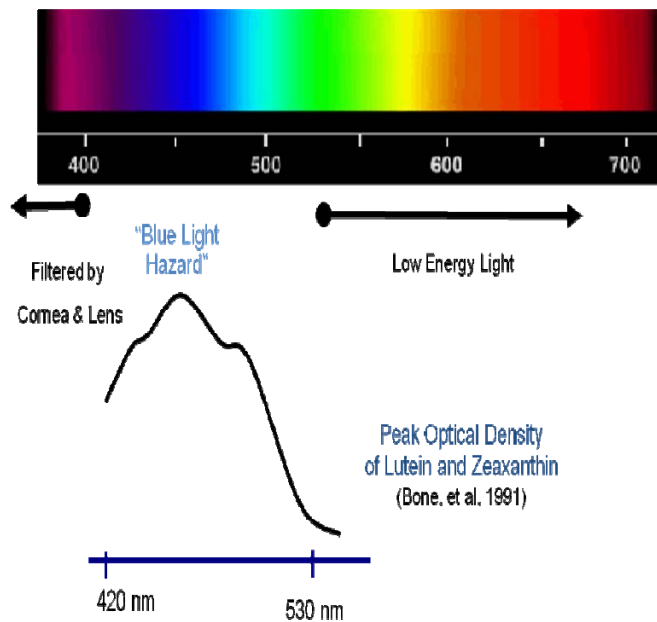 400 500 600 700
"Blue Light
Hazard"
Filtered by
Cornea & Lens
Low Energy Light
Peak Optical Density
of Lutein and Zeaxanthin
(Bone, et al, 1991)
420 nm
530 nm